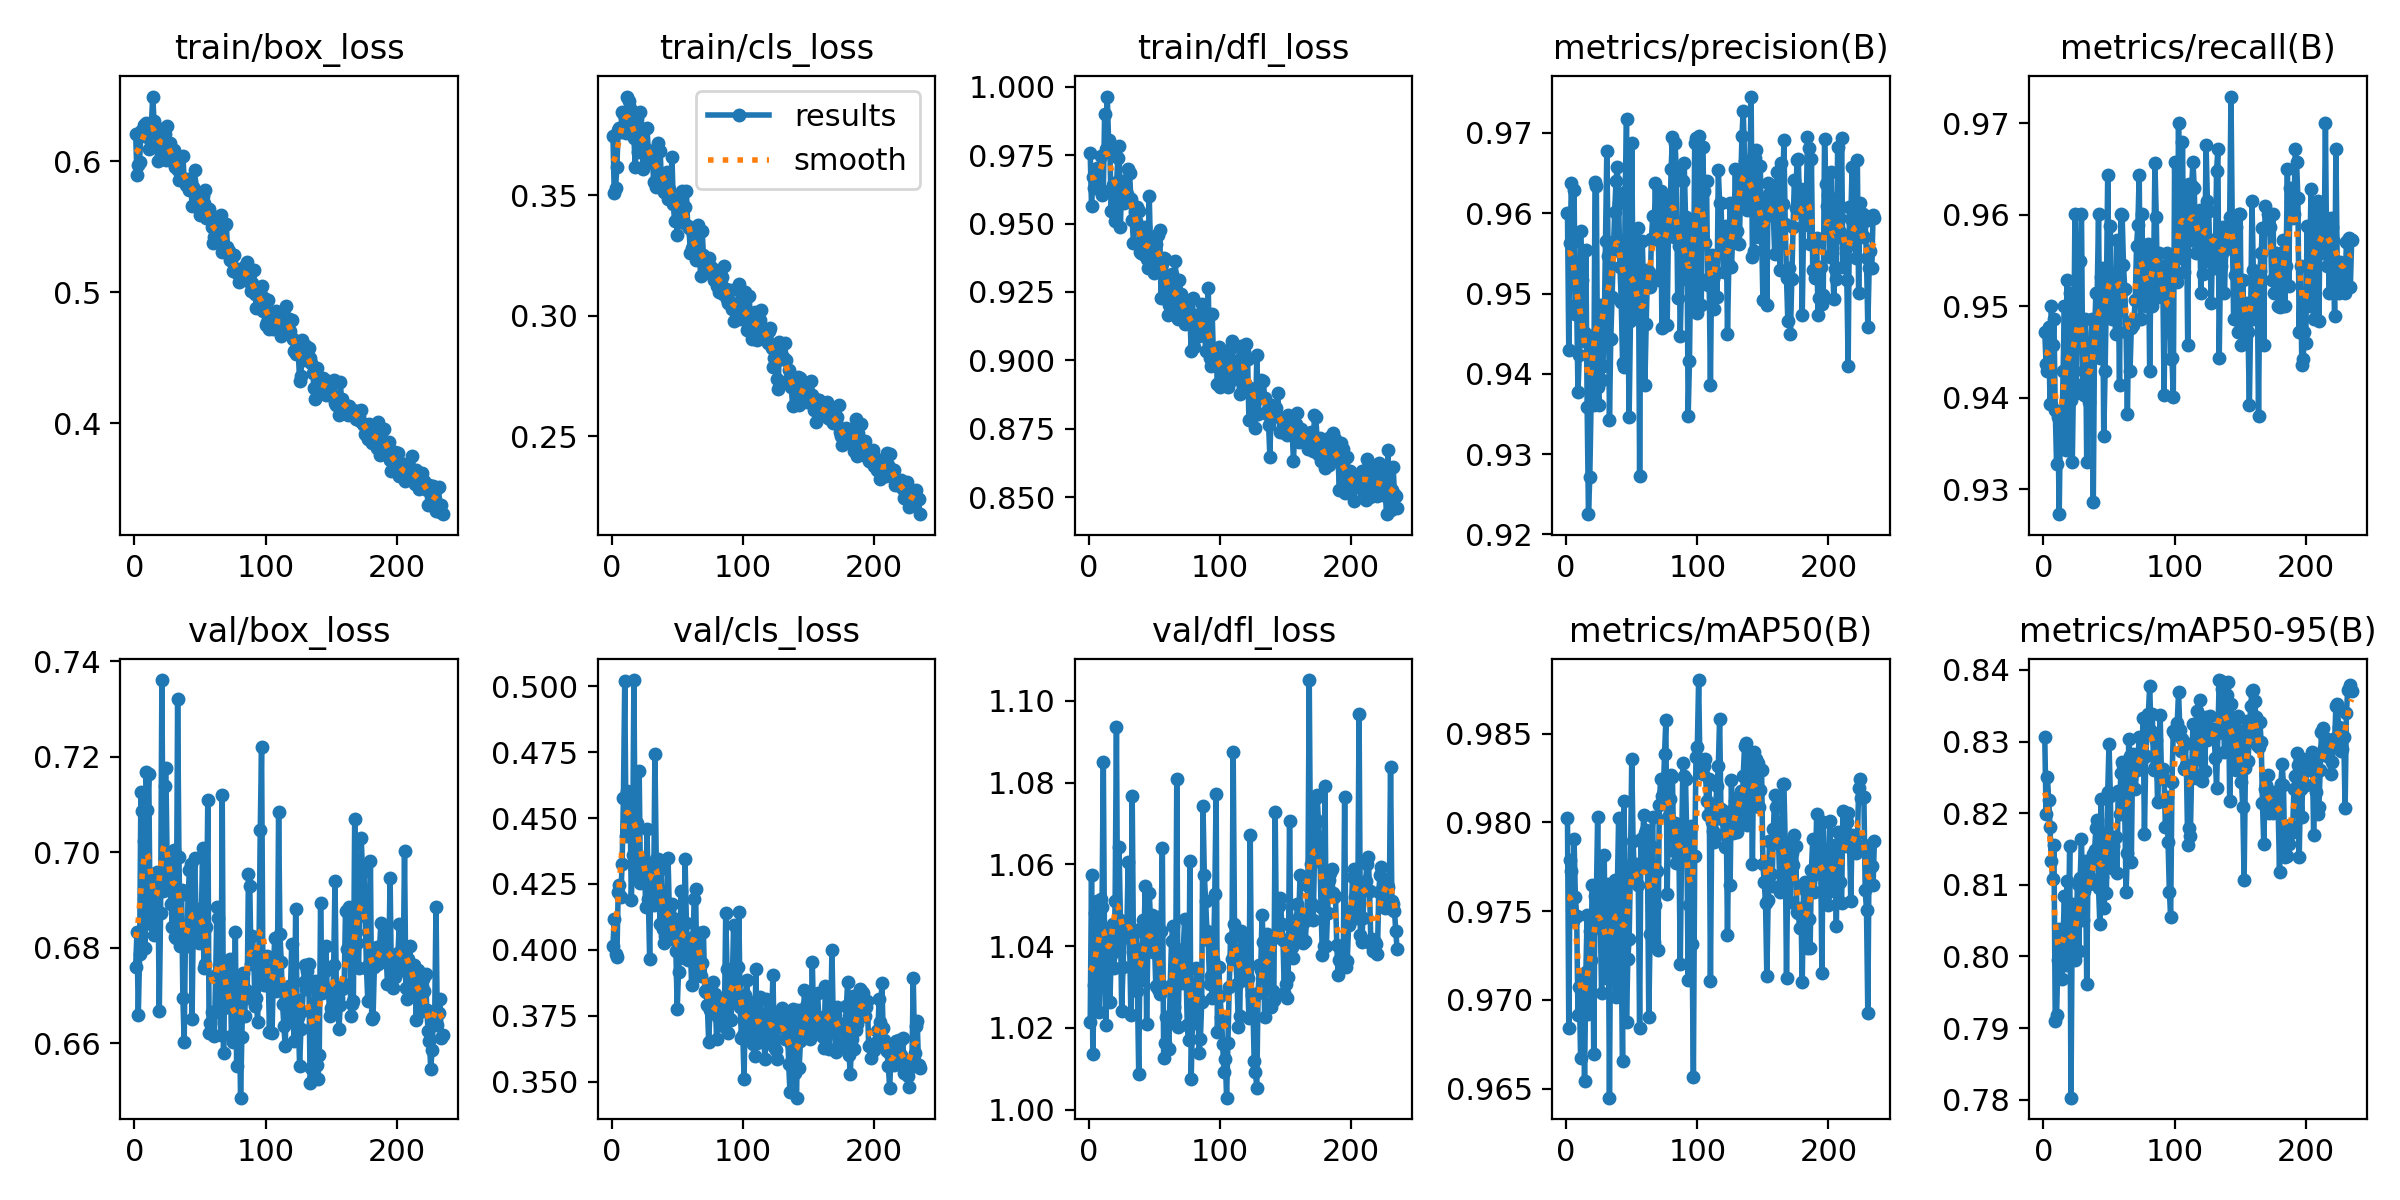 train/box_loss
train/cls_loss
train/dfl_loss
metrics/precision(B)
metrics/recall(B)
0.6
0.5
0.4
0 100 200
results
smooth
0.35
0.30
0.25
0 100 200
1.000
0.975
0.950
0.925
0.900
0.875
0.850
0 100 200
0.97
0.96
0.95
0.94
0.93
0.92
0 100 200
0.97
0.96
0.95
0.94
0.93
0 100 200
val/box_loss
val/cls_loss
val/dfl_loss
metrics/mAP50(B)
metrics/mAP50-95(B)
0.74
0.72
0.70
0.68
0.66
0 100 200
0.500
0.475
0.450
0.425
0.400
0.375
0.350
0 100 200
1.10
1.08
1.06
1.04
1.02
1.00
0 100 200
0.985
0.980
0.975
0.970
0.965
0 100 200
0.84
0.83
0.82
0.81
0.80
0.79
0.78
0 100 200